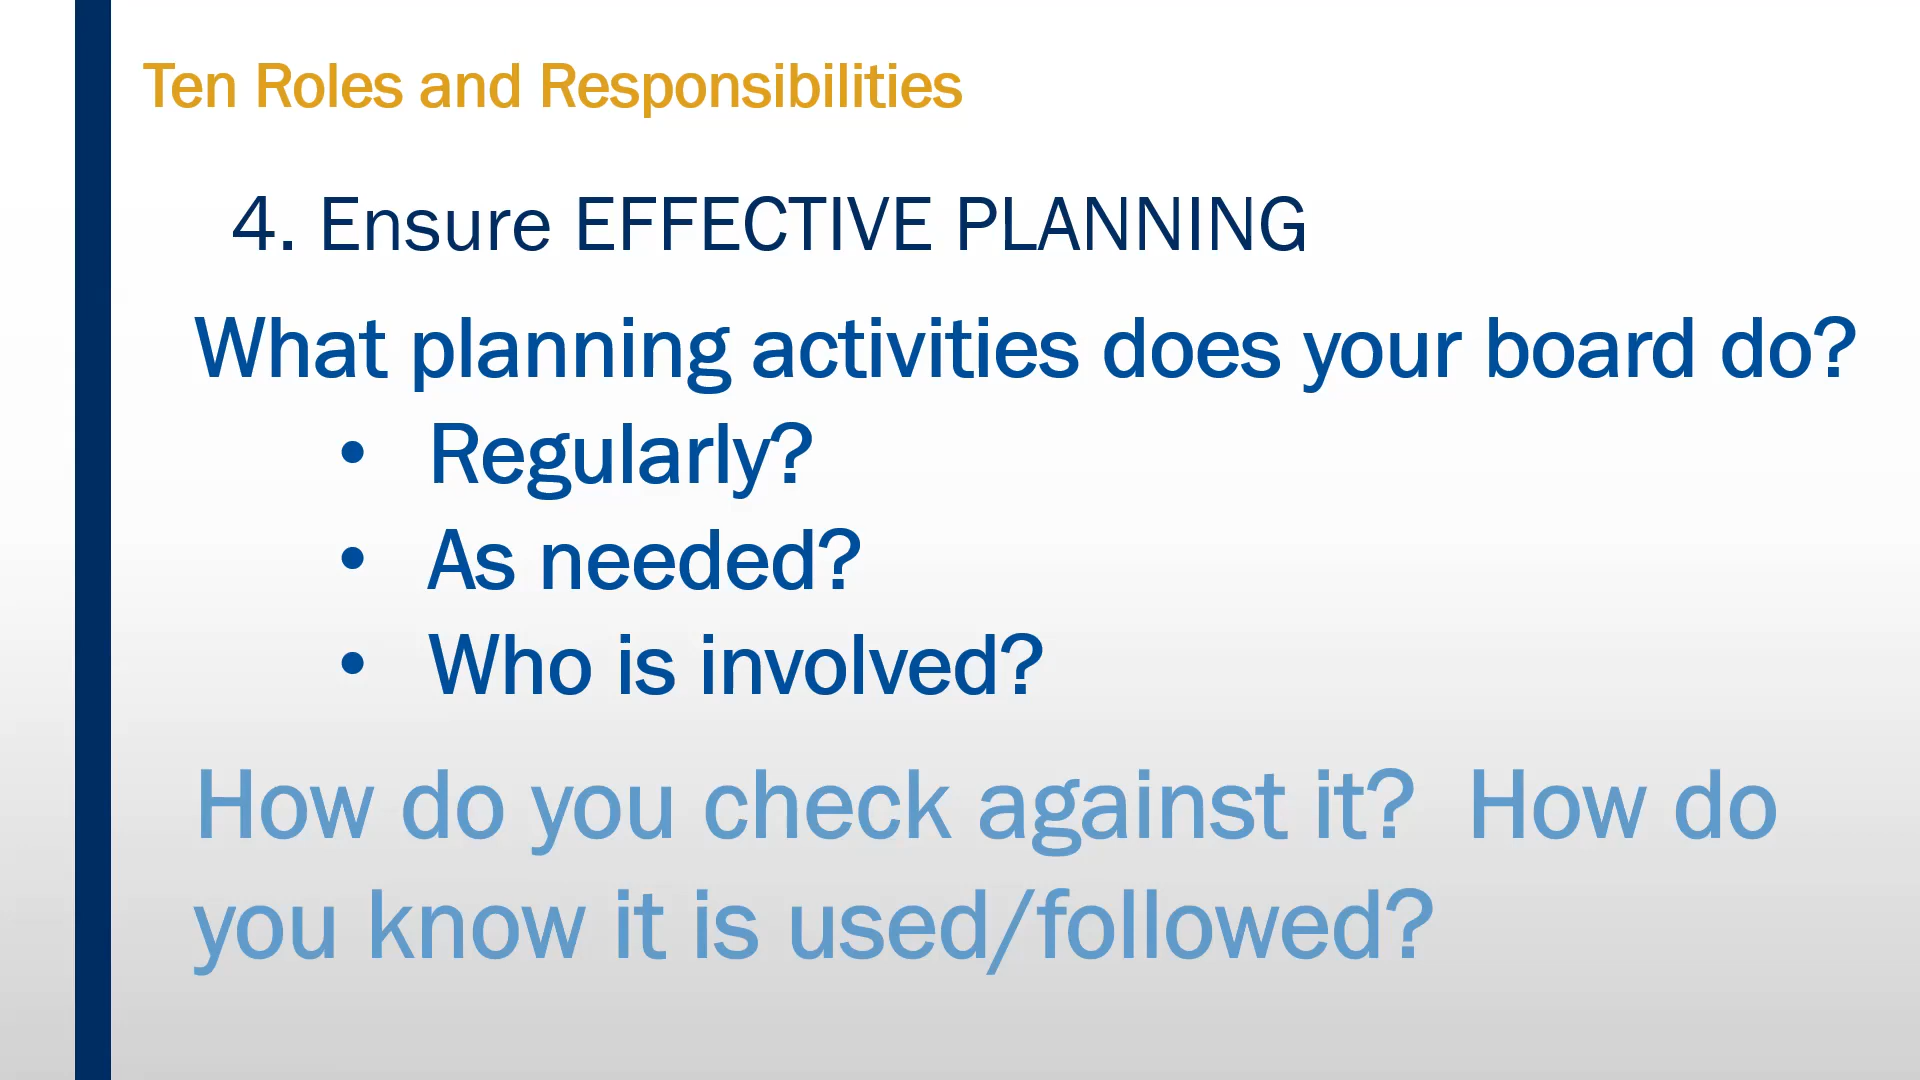 Ten Roles and Responsibilities
4. Ensure EFFECTIVE PLANNING
What planning activities does your board do?
• Regularly?
• As needed?
• Who is involved?
How do you check against it?  How do
you know it is used/followed?